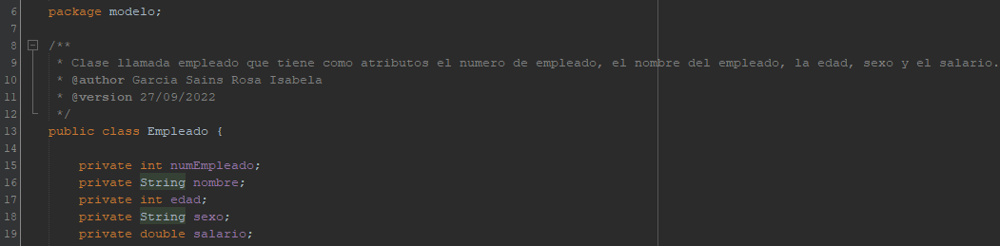 6 package modelo;
7
8 /**
9 * Clase llamada empleado que tiene como atributos el numero de empleado, el nombre del empleado, la edad, sexo y el salario.
10 * @author Garcia Sains Rosa Isabela
11 * @version 27/09/2022
12 */
13 public class Empleado {
14
15 private int numEmpleado;
16 private String nombre;
17 private int edad;
18 private String sexo;
19 private double salario;